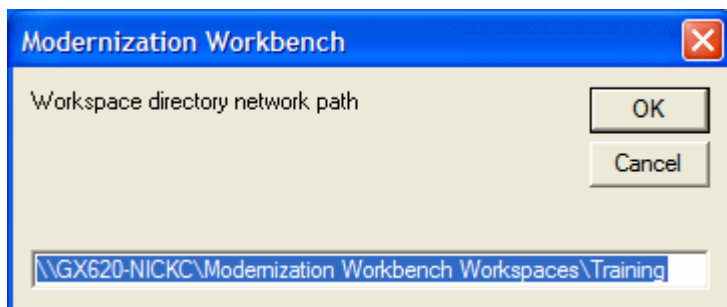 Modernization Workbench
Workspace directory network path
OK
Cancel
\\GX620-NICKC\Modernization Workbench Workspaces\Training